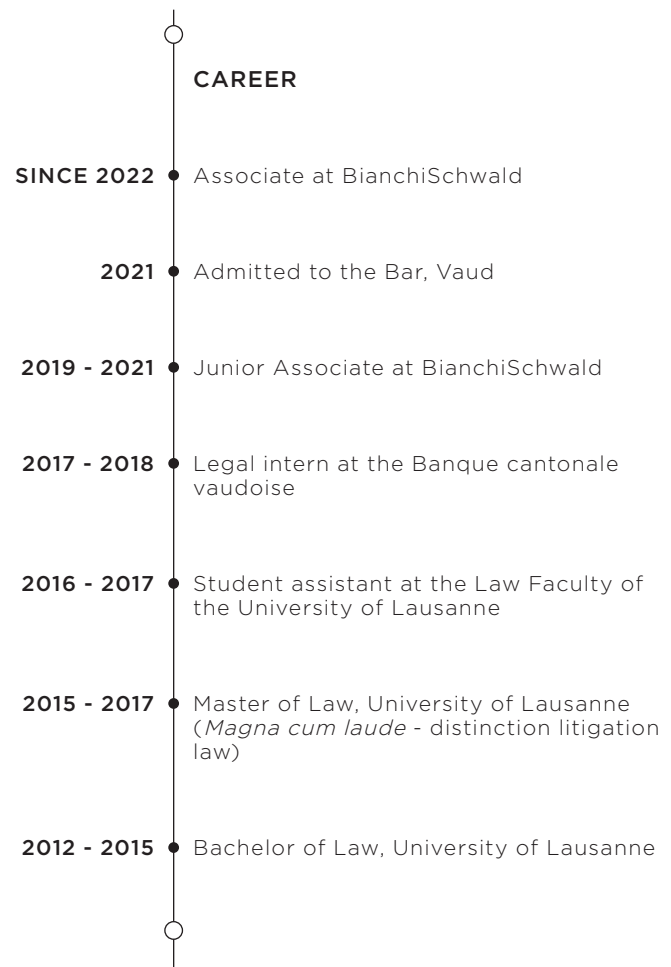 CAREER
SINCE 2022 Associate at BianchiSchwald
2021 Admitted to the Bar, Vaud
2019 - 2021 Junior Associate at BianchiSchwald
2017 - 2018 Legal intern at the Banque cantonale
vaudoise
2016 - 2017 Student assistant at the Law Faculty of
the University of Lausanne
2015 - 2017 Master of Law, University of Lausanne
(Magna cum laude - distinction litigation
law)
2012 - 2015 Bachelor of Law, University of Lausanne